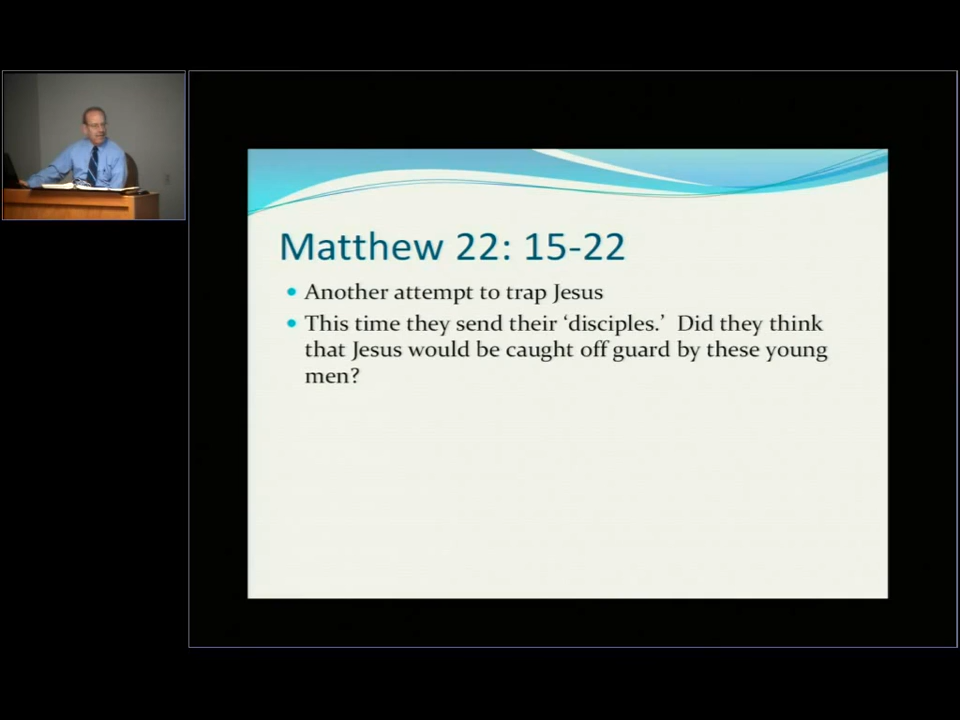 Matthew 22: 15-22
• Another attempt to trap Jesus
• This time they send their ‘disciples.’ Did they think
that Jesus would be caught off guard by these young
men?